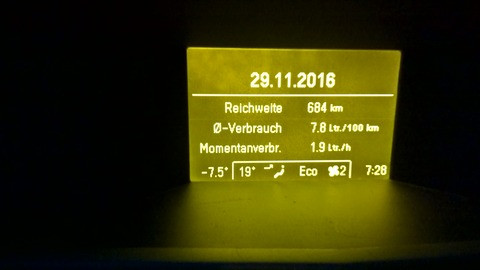 29.11.2016
Reichweite 684 km
Ø-Verbrauch 7.8 Ltr./100 km
Momentanverbr. 1.9 Ltr./h
-7.5° 19° Eco 2 7:28